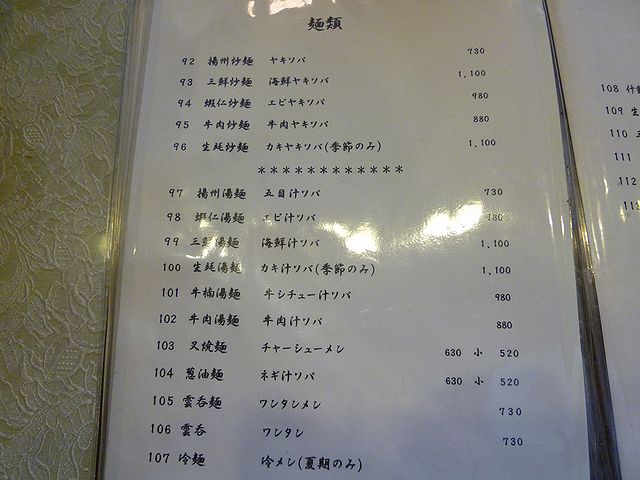 麺類
92 揚州炒麺 ヤキソバ 730
93 三鮮炒麺 海鮮ヤキソバ 1,100
94 蝦仁炒麺 エビヤキソバ 980
95 牛肉炒麺 牛肉ヤキソバ 880
96 生蚝炒麺 カキヤキソバ(季節のみ) 1,100
************
97 揚州湯麺 五目汁ソバ 730
98 蝦仁湯麺 エビ汁ソバ 980
99 三鮮湯麺 海鮮汁ソバ 1,100
100 生蚝湯麺 カキ汁ソバ(季節のみ) 1,100
101 牛楠湯麺 牛シチュー汁ソバ 980
102 牛肉湯麺 牛肉汁ソバ 880
103 叉焼麺 チャーシューメン 630 小 520
104 葱油麺 ネギ汁ソバ 630 小 520
105 雲呑麺 ワンタンメン 730
106 雲呑 ワンタン 730
107 冷麺 冷メン(夏期のみ)
108 什
109 生
110
111
112
113